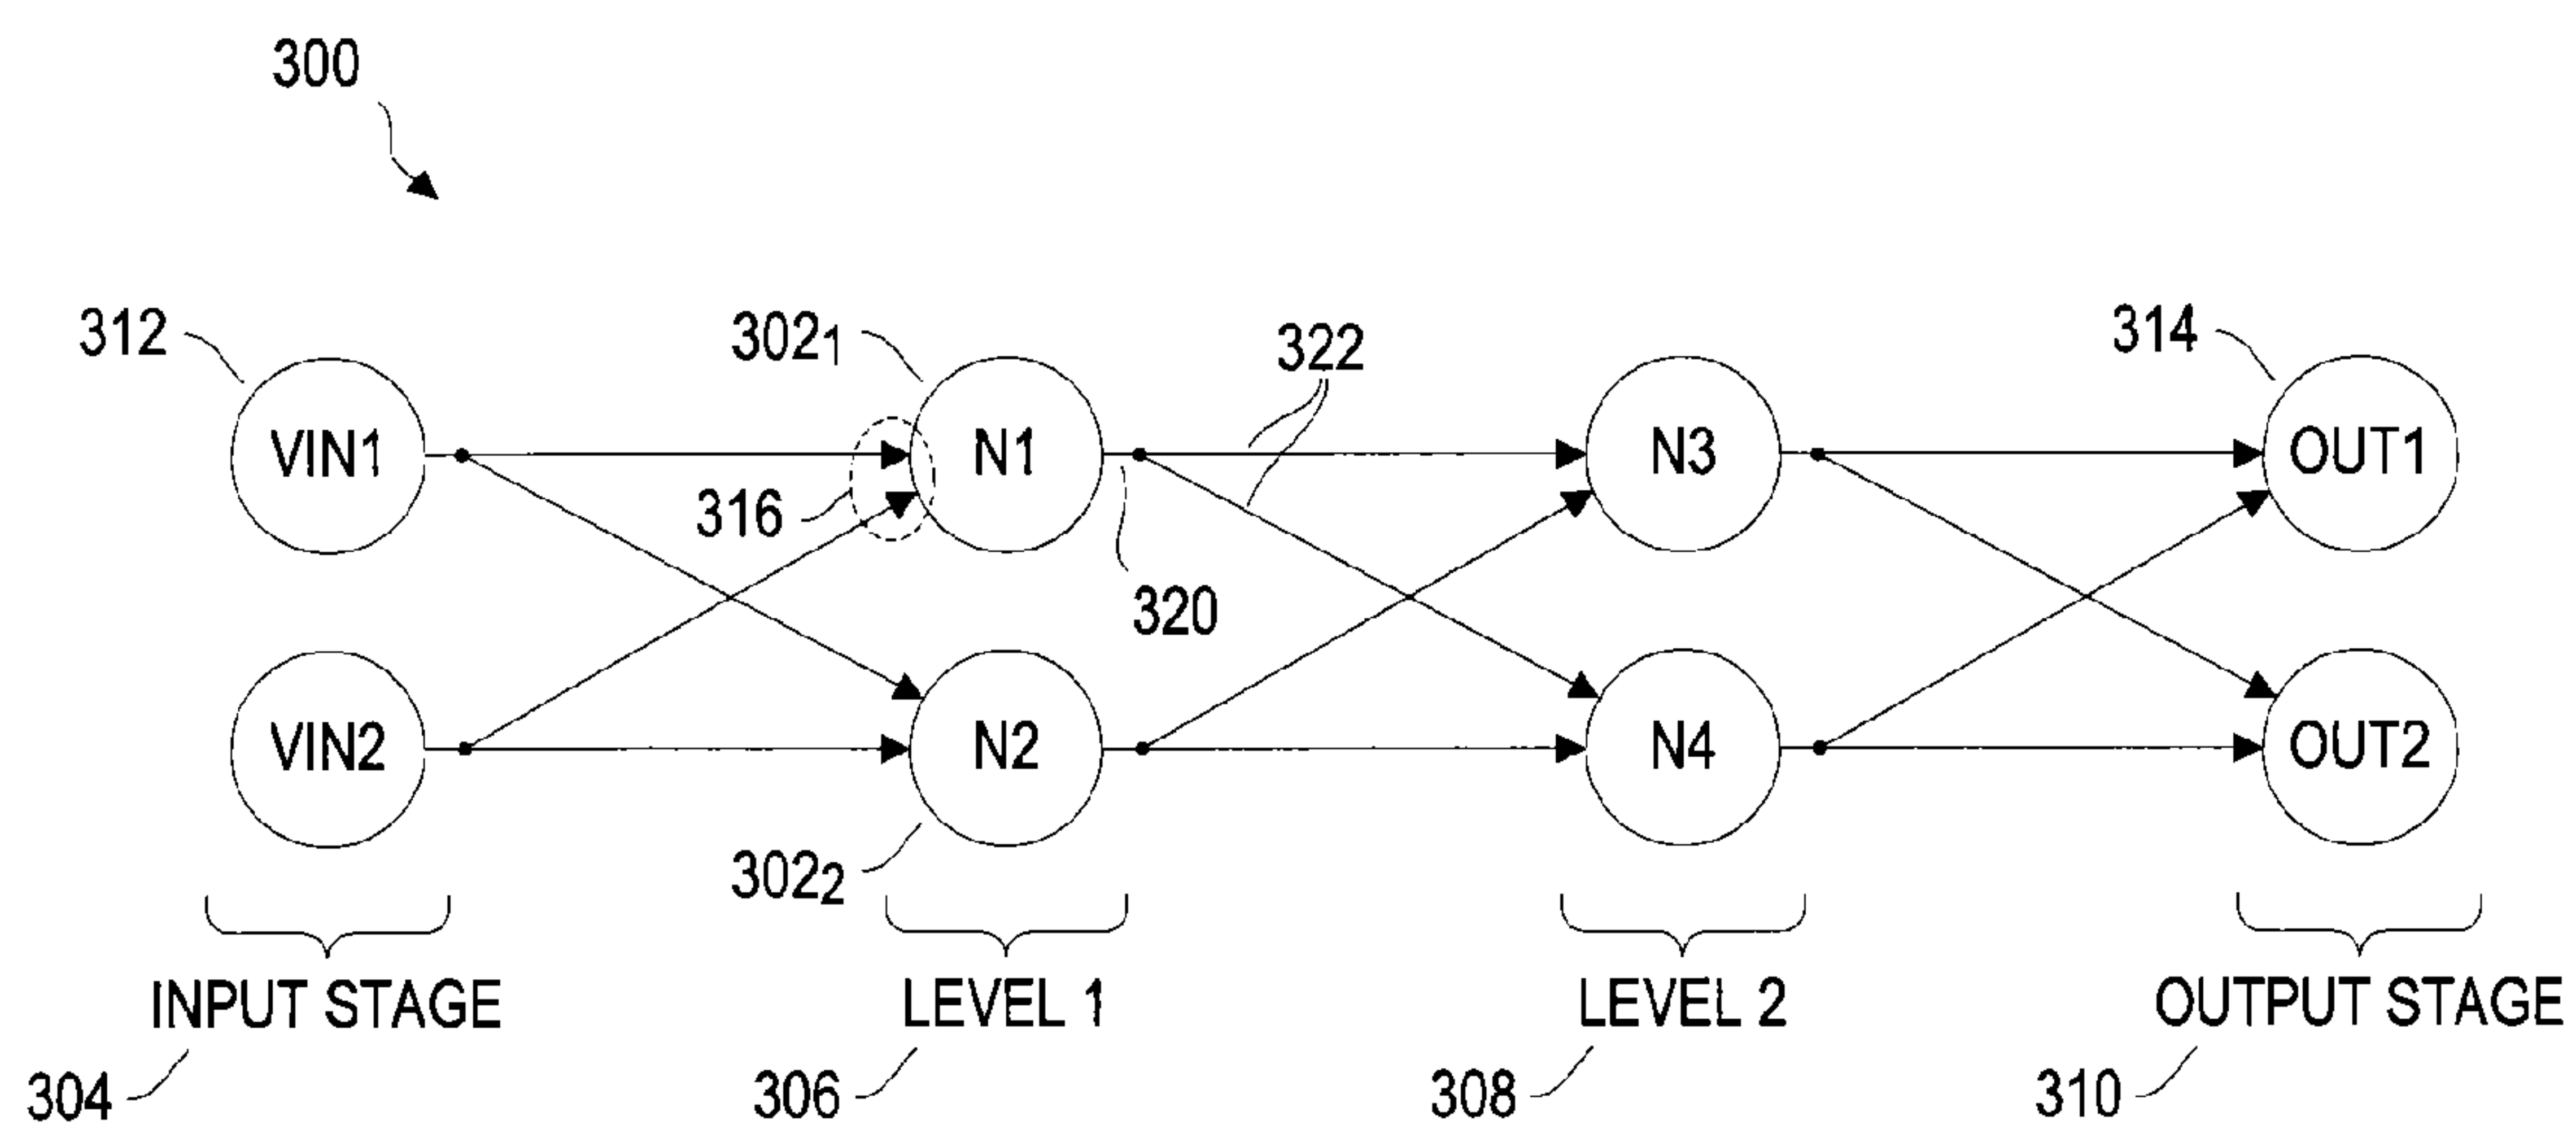 300
312
302₁
322
314
VIN1
N1
N3
OUT1
316
320
VIN2
N2
N4
OUT2
302₂
INPUT STAGE
LEVEL 1
LEVEL 2
OUTPUT STAGE
304
306
308
310